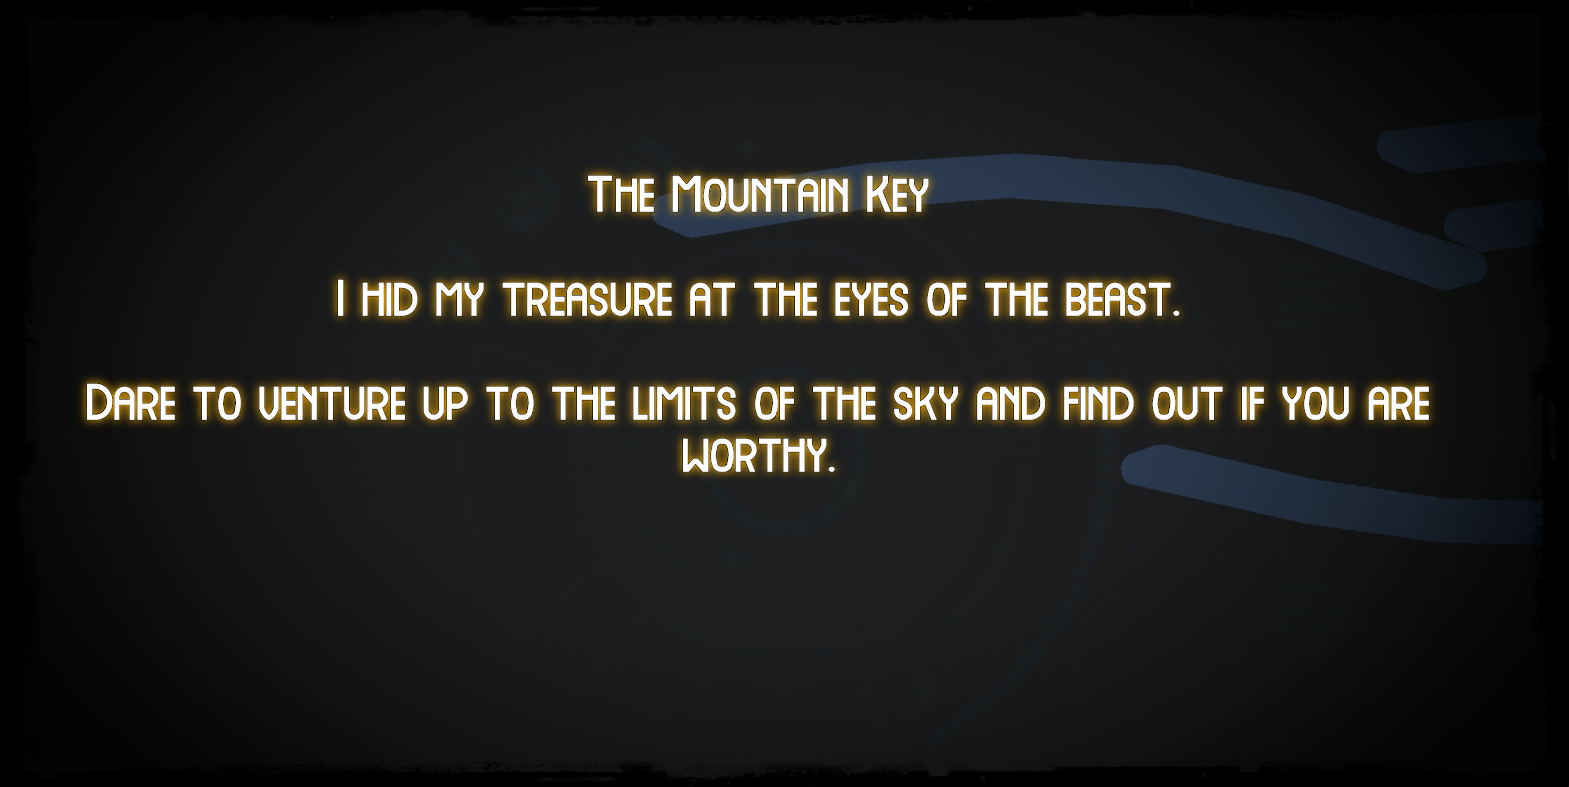 The Mountain Key
I hid my treasure at the eyes of the beast.
Dare to venture up to the limits of the sky and find out if you are
worthy.